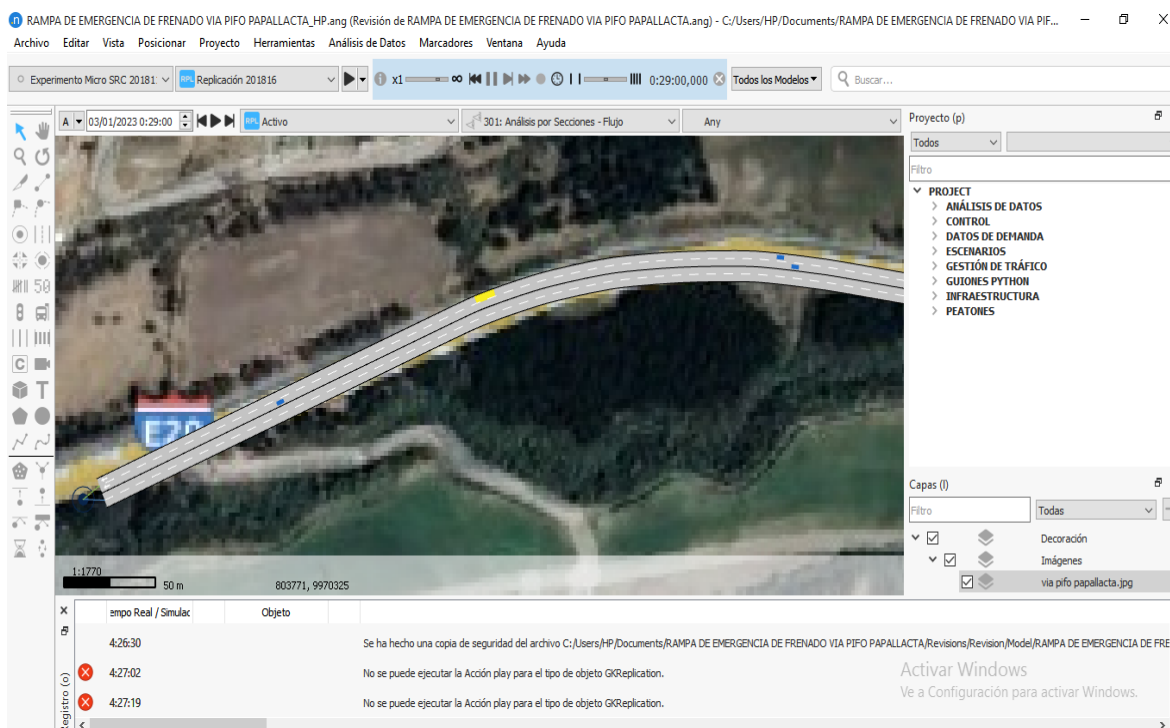 RAMPA DE EMERGENCIA DE FRENADO VIA PIFO PAPALLACTA_HP.ang (Revisión de RAMPA DE EMERGENCIA DE FRENADO VIA PIFO PAPALLACTA.ang) - C:/Users/HP/Documents/RAMPA DE EMERGENCIA DE FRENADO VIA PIF...
Archivo Editar Vista Posicionar Proyecto Herramientas Análisis de Datos Marcadores Ventana Ayuda
Experimento Micro SRC 20181: RPL Replicación 201816 x1 0:29:00,000 Todos los Modelos Buscar...
A 03/01/2023 0:29:00 RPL Activo 301: Análisis por Secciones - Flujo Any
Proyecto (p)
Todos
Filtro
PROJECT
ANÁLISIS DE DATOS
CONTROL
DATOS DE DEMANDA
ESCENARIOS
GESTIÓN DE TRÁFICO
GUIONES PYTHON
INFRAESTRUCTURA
PEATONES
50
C
T
E20
1:1770
50 m
803771, 9970325
Capas (l)
Filtro Todas
Decoración
Imágenes
via pifo papallacta.jpg
empo Real / Simulac Objeto
4:26:30 Se ha hecho una copia de seguridad del archivo C:/Users/HP/Documents/RAMPA DE EMERGENCIA DE FRENADO VIA PIFO PAPALLACTA/Revisions/Revision/Model/RAMPA DE EMERGENCIA DE FRE
4:27:02 No se puede ejecutar la Acción play para el tipo de objeto GKReplication.
4:27:19 No se puede ejecutar la Acción play para el tipo de objeto GKReplication.
Registro (o)
Activar Windows
Ve a Configuración para activar Windows.